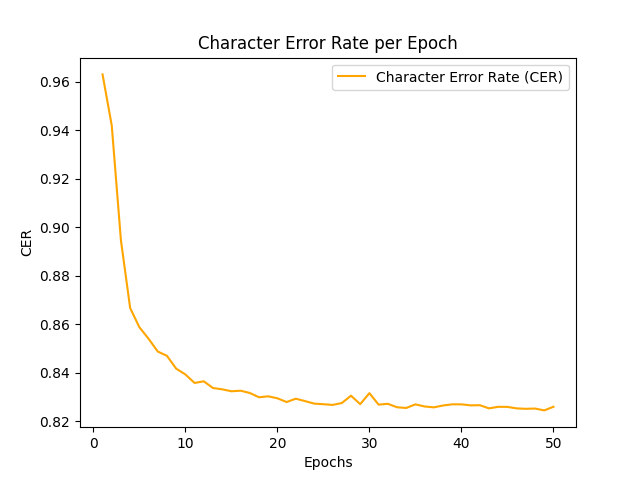 Character Error Rate per Epoch
Character Error Rate (CER)
CER
0.96
0.94
0.92
0.90
0.88
0.86
0.84
0.82
0 10 20 30 40 50
Epochs